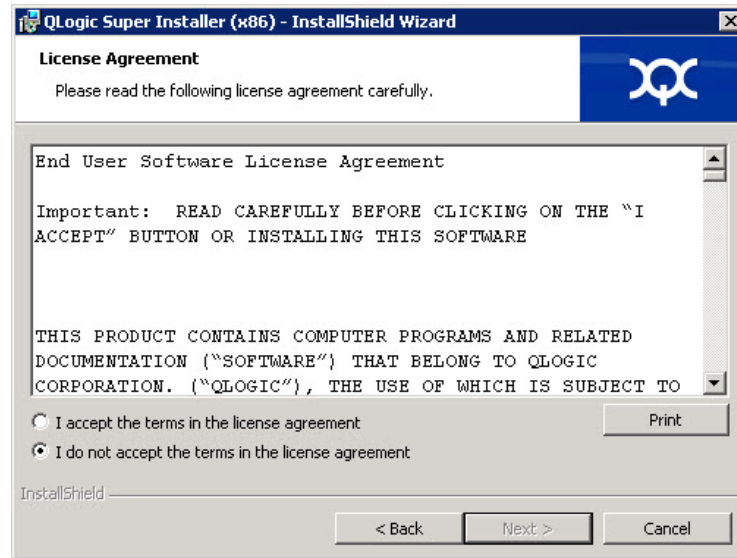 QLogic Super Installer (x86) - InstallShield Wizard
License Agreement
Please read the following license agreement carefully.
End User Software License Agreement
Important:  READ CAREFULLY BEFORE CLICKING ON THE “I
ACCEPT” BUTTON OR INSTALLING THIS SOFTWARE
THIS PRODUCT CONTAINS COMPUTER PROGRAMS AND RELATED
DOCUMENTATION (“SOFTWARE”) THAT BELONG TO QLOGIC
CORPORATION. (“QLOGIC”), THE USE OF WHICH IS SUBJECT TO
I accept the terms in the license agreement
Print
I do not accept the terms in the license agreement
InstallShield
< Back
Next >
Cancel